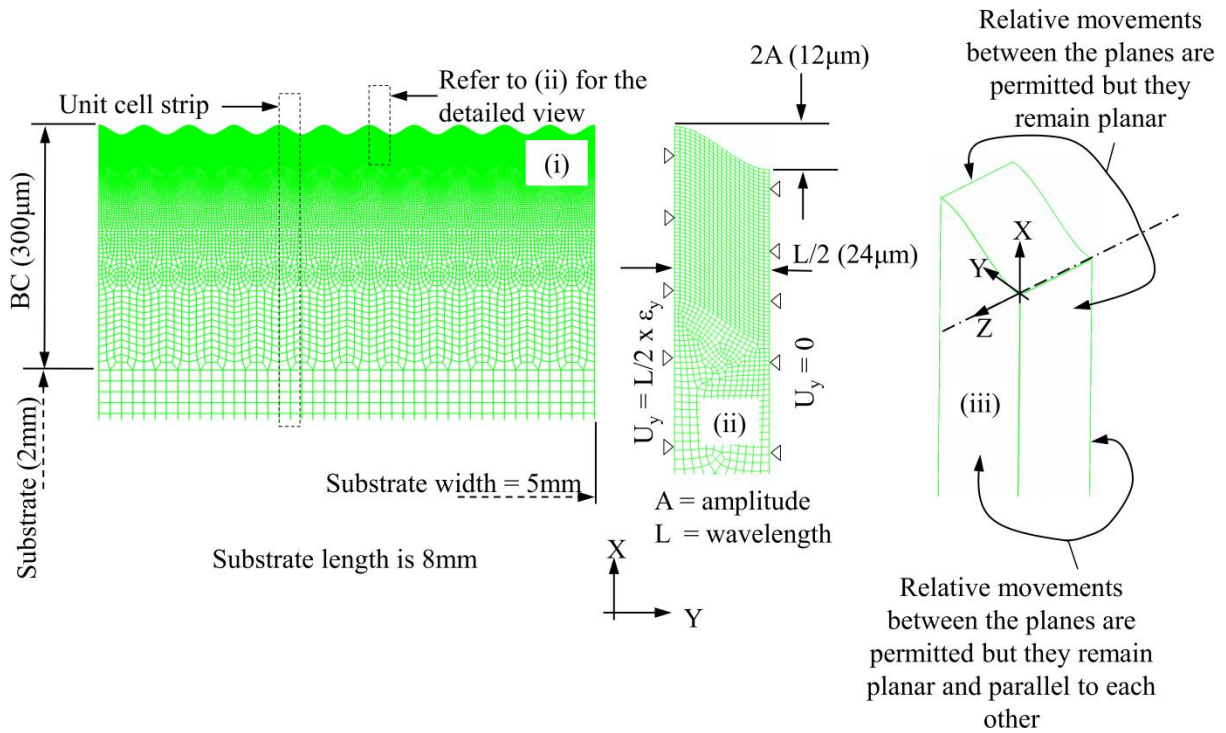 Unit cell strip
Refer to (ii) for the
detailed view
(i)
BC (300μm)
Substrate (2mm)
Substrate width = 5mm
Substrate length is 8mm
X
Y
2A (12μm)
L/2 (24μm)
U_y = L/2 x ε_y
U_y = 0
(ii)
A = amplitude
L = wavelength
Relative movements
between the planes are
permitted but they
remain planar
X
Y
Z
(iii)
Relative movements
between the planes are
permitted but they remain
planar and parallel to each
other